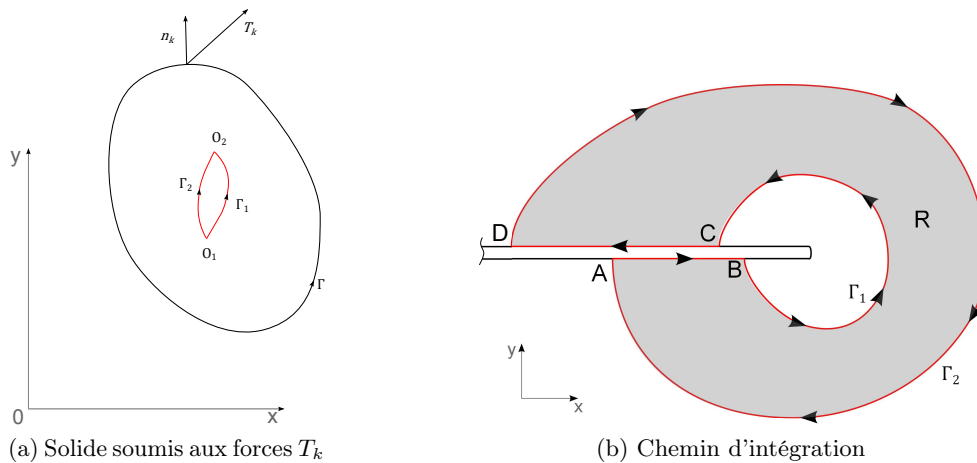 n_k
T_k
O_2
Γ_2
Γ_1
O_1
Γ
y
0
x
(a) Solide soumis aux forces T_k
D
C
R
A
B
Γ_1
Γ_2
y
x
(b) Chemin d'intégration